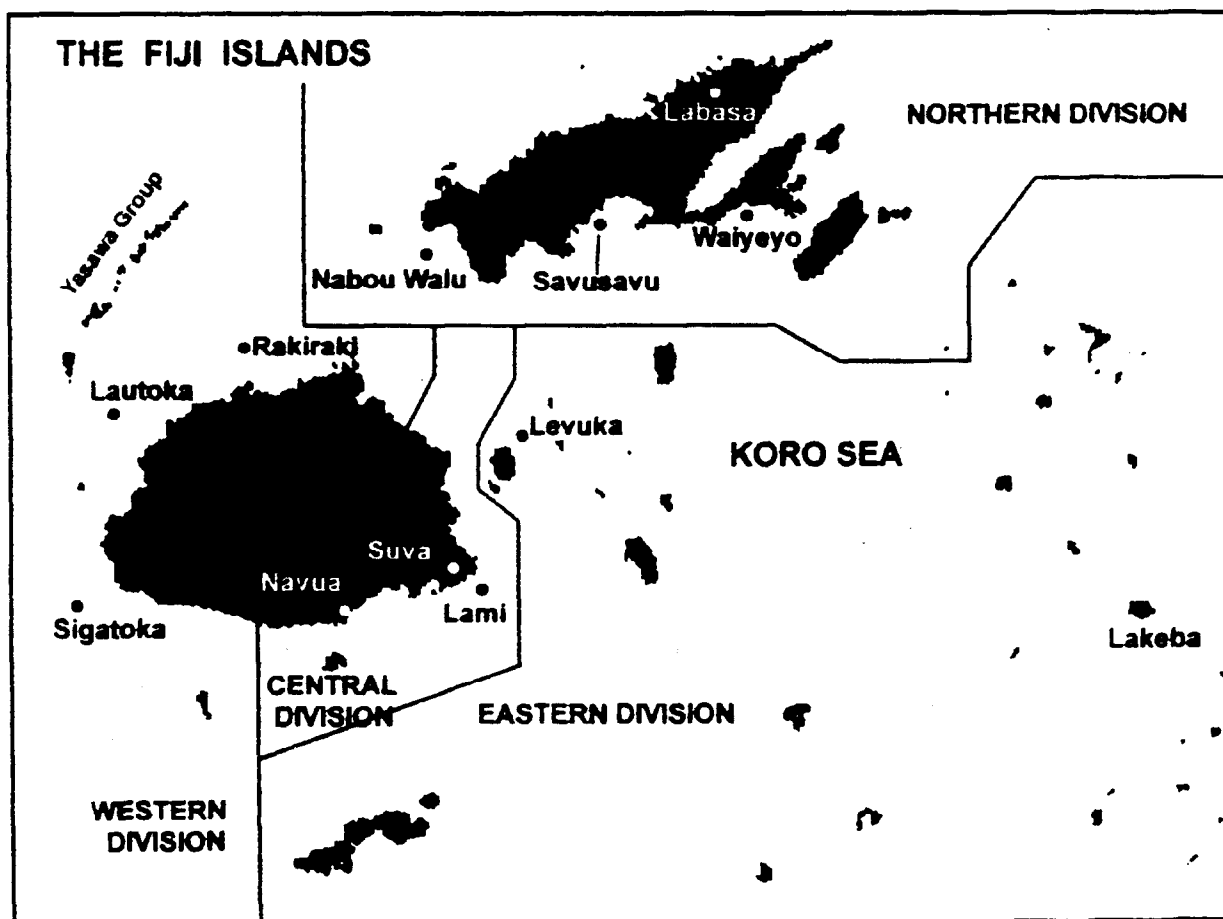 THE FIJI ISLANDS
Labasa
NORTHERN DIVISION
Yasawa Group
Waiyeyo
Nabou Walu
Savusavu
Rakiraki
Lautoka
Levuka
KORO SEA
Suva
Navua
Lami
Sigatoka
Lakeba
CENTRAL
DIVISION
EASTERN DIVISION
WESTERN
DIVISION